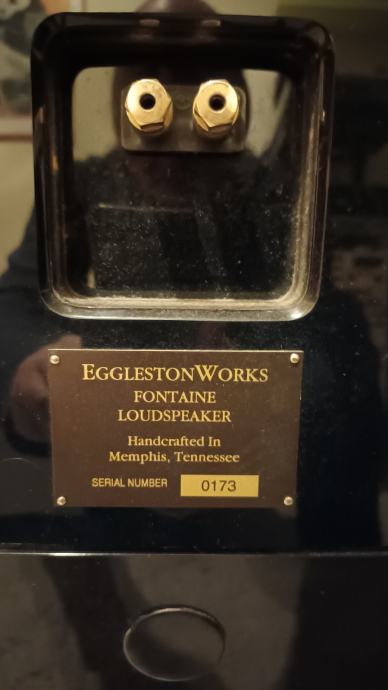 EGGLESTONWORKS
FONTAINE
LOUDSPEAKER
Handcrafted In
Memphis, Tennessee
SERIAL NUMBER 0173